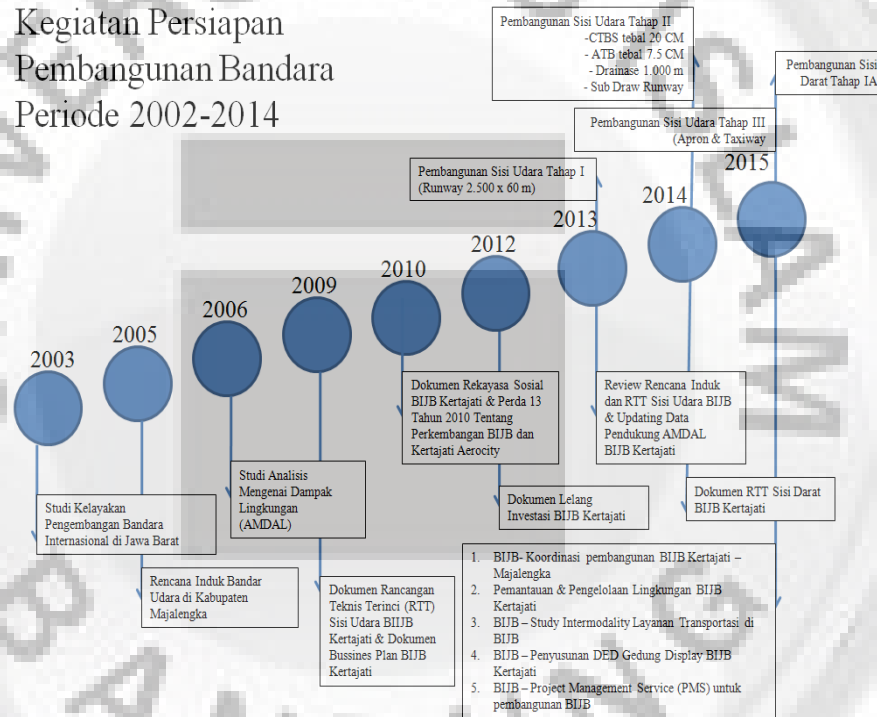 Kegiatan Persiapan
Pembangunan Bandara
Periode 2002-2014
Pembangunan Sisi Udara Tahap II
-CTBS tebal 20 CM
- ATB tebal 7.5 CM
- Drainase 1.000 m
- Sub Draw Runway
Pembangunan Sisi
Darat Tahap IA
Pembangunan Sisi Udara Tahap III
(Apron & Taxiway
Pembangunan Sisi Udara Tahap I
(Runway 2.500 x 60 m)
2003
2005
2006
2009
2010
2012
2013
2014
2015
Studi Kelayakan
Pengembangan Bandara
Internasional di Jawa Barat
Rencana Induk Bandar
Udara di Kabupaten
Majalengka
Studi Analisis
Mengenai Dampak
Lingkungan
(AMDAL)
Dokumen Rancangan
Teknis Terinci (RTT)
Sisi Udara BIIJB
Kertajati & Dokumen
Bussines Plan BIJB
Kertajati
Dokumen Rekayasa Sosial
BIJB Kertajati & Perda 13
Tahun 2010 Tentang
Perkembangan BIJB dan
Kertajati Aerocity
Dokumen Lelang
Investasi BIJB Kertajati
Review Rencana Induk
dan RTT Sisi Udara BIJB
& Updating Data
Pendukung AMDAL
BIJB Kertajati
Dokumen RTT Sisi Darat
BIJB Kertajati
1. BIJB- Koordinasi pembangunan BIJB Kertajati –
Majalengka
2. Pemantauan & Pengelolaan Lingkungan BIJB
Kertajati
3. BIJB – Study Intermodality Layanan Transportasi di
BIJB
4. BIJB – Penyusunan DED Gedung Display BIJB
Kertajati
5. BIJB – Project Management Service (PMS) untuk
pembangunan BIJB